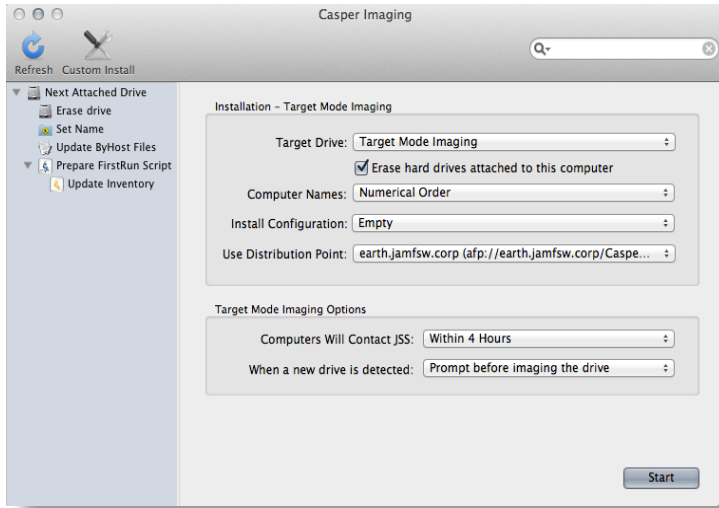 Casper Imaging
Refresh Custom Install
Next Attached Drive
Erase drive
Set Name
Update ByHost Files
Prepare FirstRun Script
Update Inventory
Installation – Target Mode Imaging
Target Drive: Target Mode Imaging
Erase hard drives attached to this computer
Computer Names: Numerical Order
Install Configuration: Empty
Use Distribution Point: earth.jamfsw.corp (afp://earth.jamfsw.corp/Caspe...
Target Mode Imaging Options
Computers Will Contact JSS: Within 4 Hours
When a new drive is detected: Prompt before imaging the drive
Start